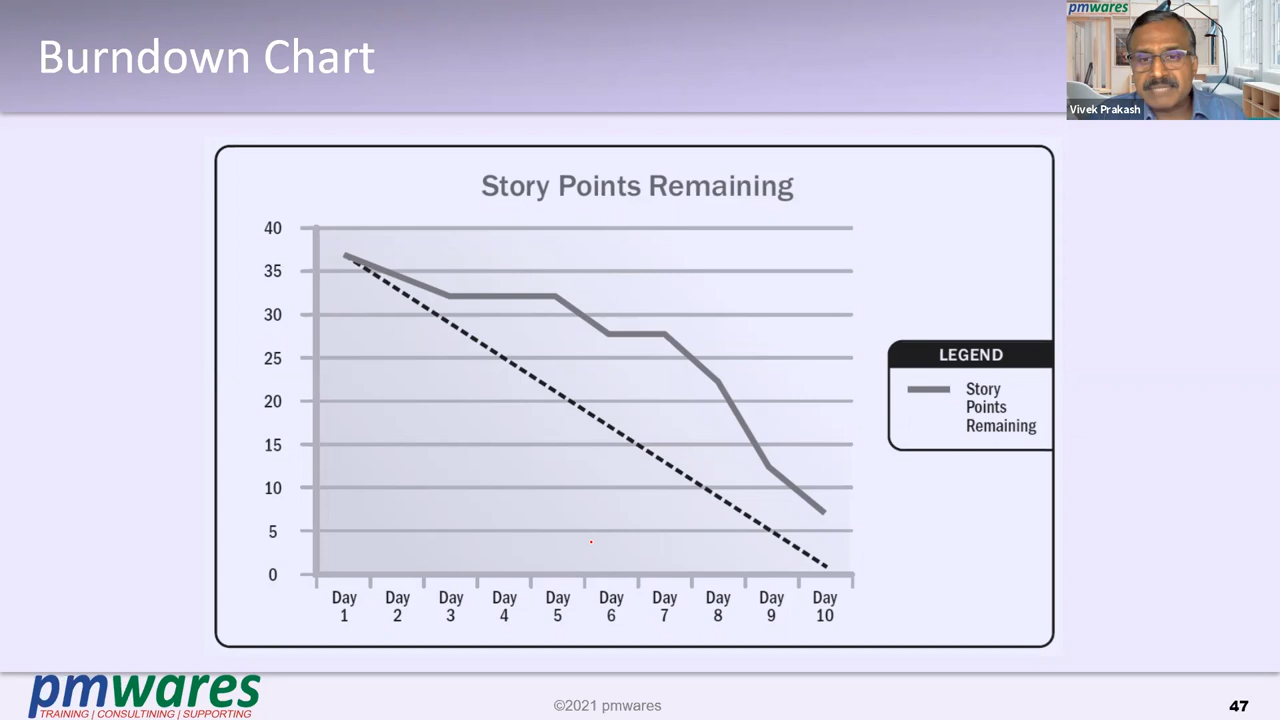 Burndown Chart
pmwares
Vivek Prakash
Story Points Remaining
40
35
30
25
20
15
10
5
0
Day 1
Day 2
Day 3
Day 4
Day 5
Day 6
Day 7
Day 8
Day 9
Day 10
LEGEND
Story
Points
Remaining
pmwares
TRAINING | CONSULTINING | SUPPORTING
©2021 pmwares
47